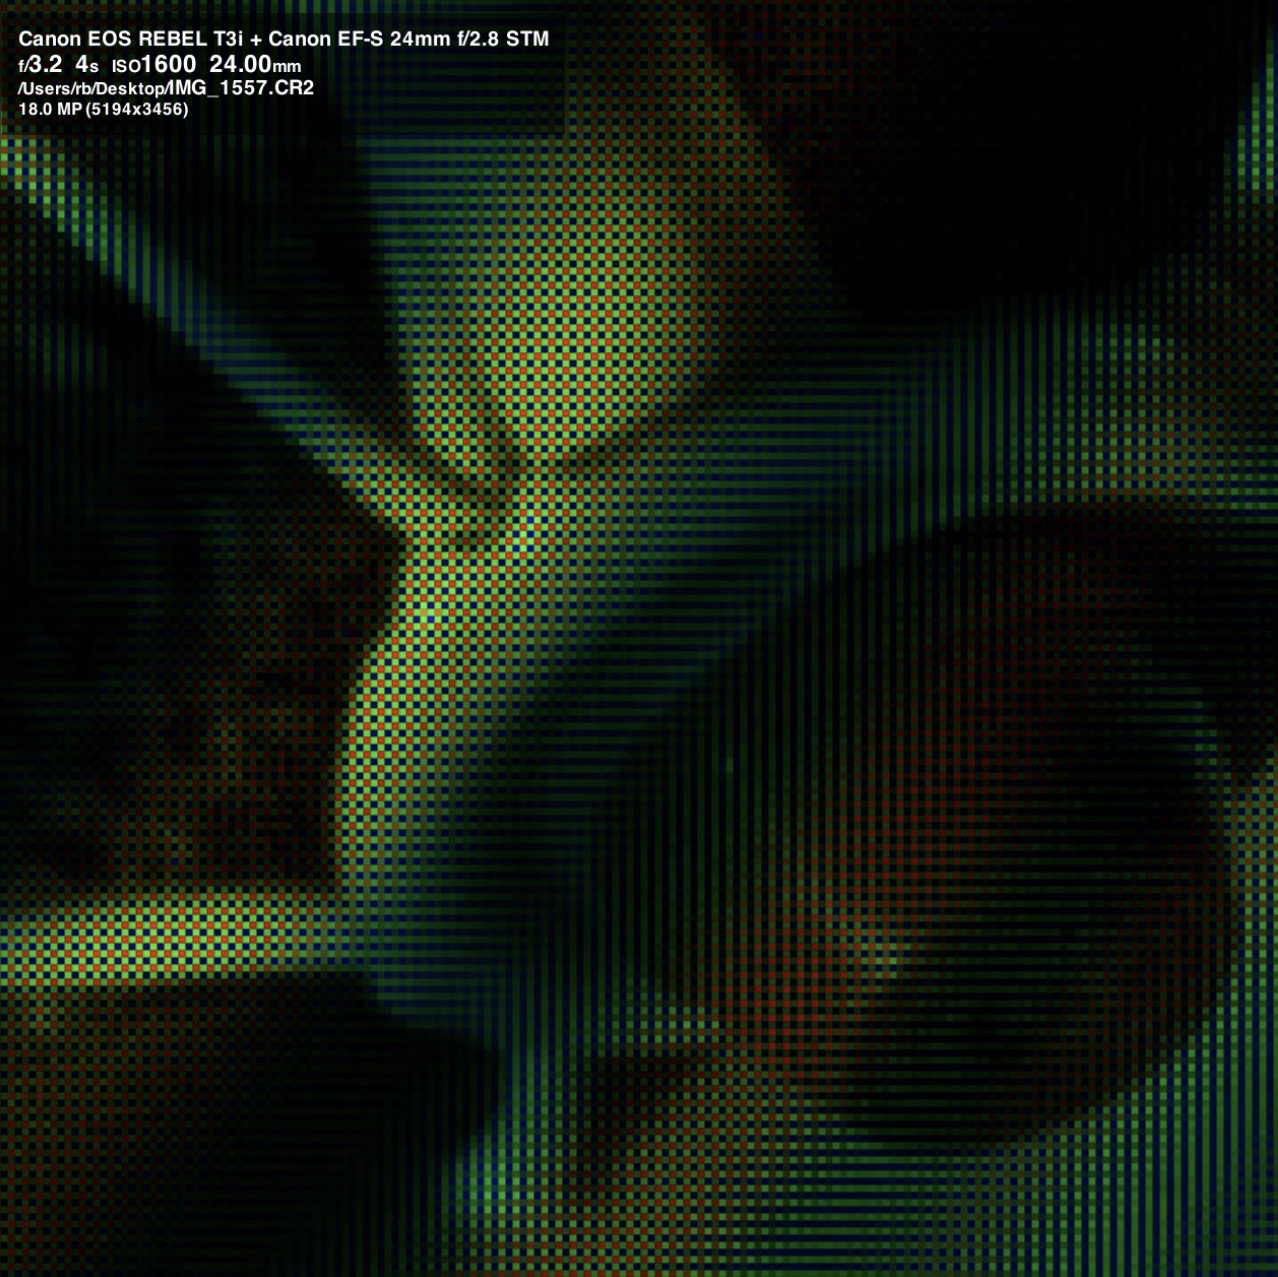 Canon EOS REBEL T3i + Canon EF-S 24mm f/2.8 STM
f/3.2 4s ISO1600 24.00mm
/Users/rb/Desktop/IMG_1557.CR2
18.0 MP (5194x3456)